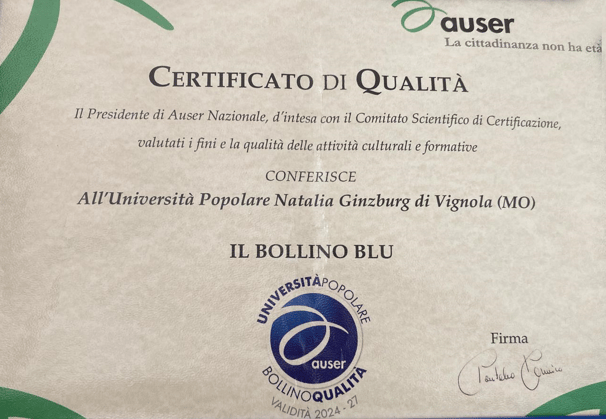 auser
La cittadinanza non ha età
CERTIFICATO DI QUALITÀ
Il Presidente di Auser Nazionale, d'intesa con il Comitato Scientifico di Certificazione,
valutati i fini e la qualità delle attività culturali e formative
CONFERISCE
All'Università Popolare Natalia Ginzburg di Vignola (MO)
IL BOLLINO BLU
UNIVERSITÀPOPOLARE
auser
BOLLINOQUALITÀ
VALIDITÀ 2024 - 27
Firma